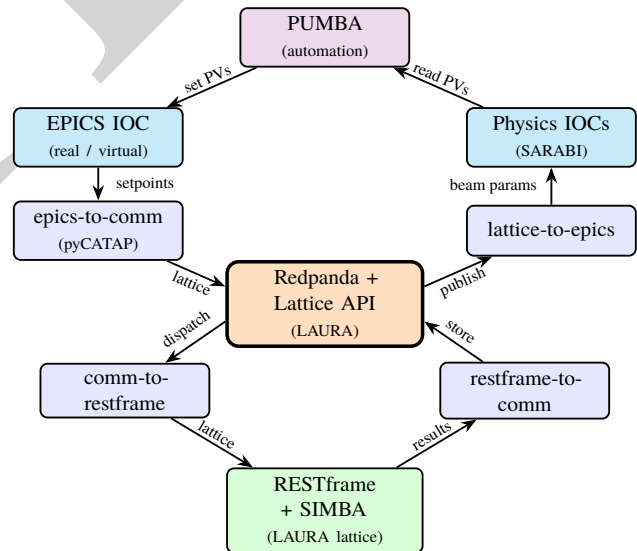 PUMBA
(automation)
set PVs
read PVs
EPICS IOC
(real / virtual)
Physics IOCs
(SARABI)
setpoints
beam params
epics-to-comm
(pyCATAP)
lattice-to-epics
lattice
Redpanda +
Lattice API
(LAURA)
publish
dispatch
store
comm-to-
restframe
restframe-to-
comm
lattice
results
RESTframe
+ SIMBA
(LAURA lattice)